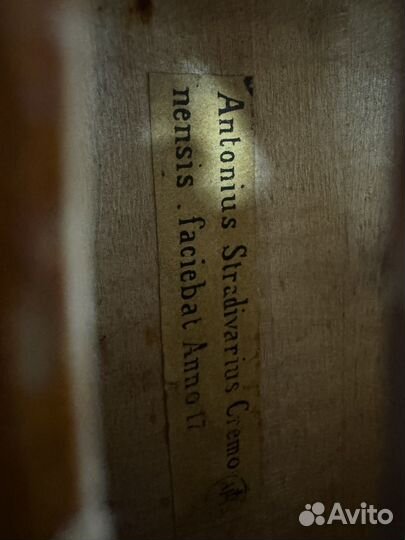 Antonius Stradivarius Cremo
nensis . faciebat Anno 17
Avito